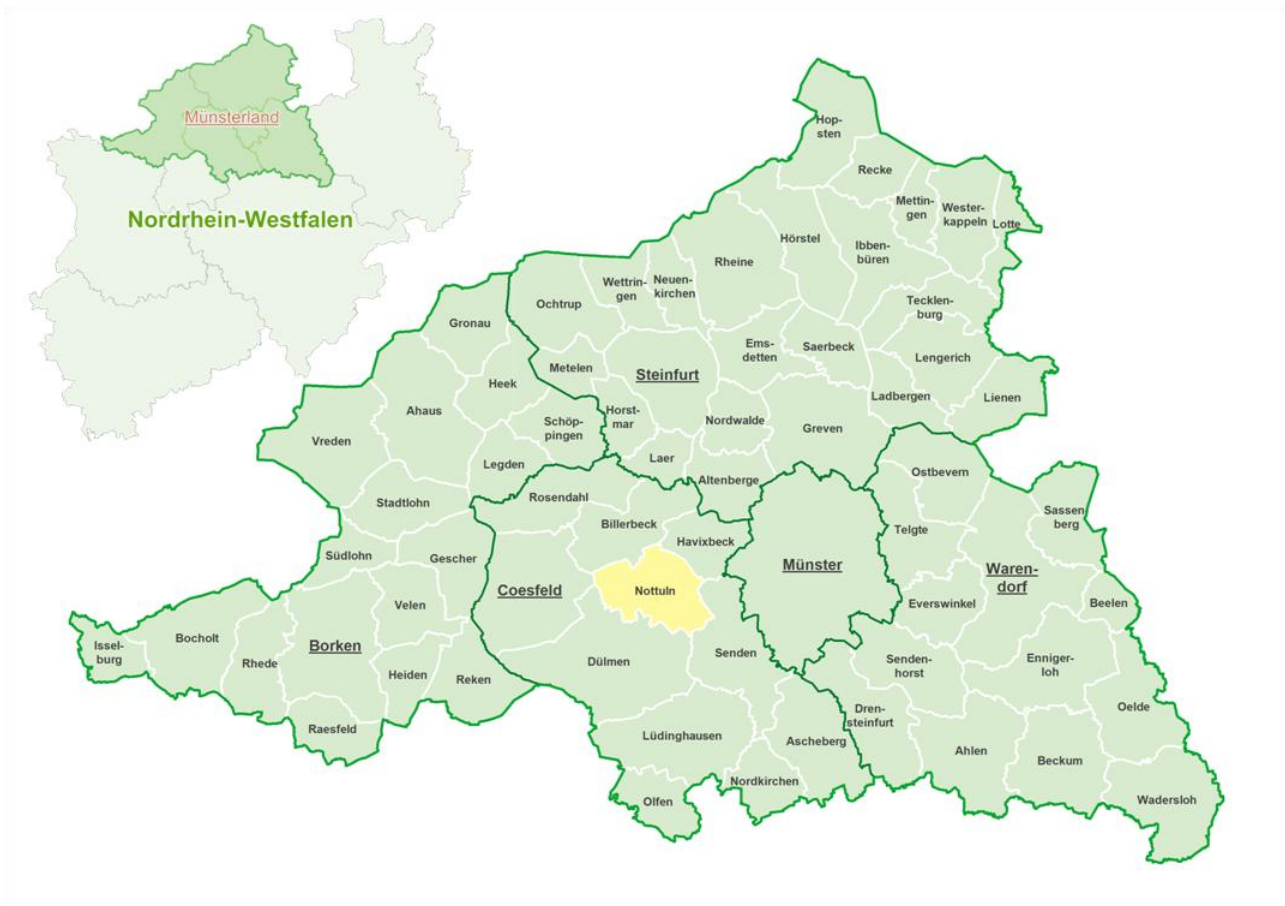 Münsterland
Nordrhein-Westfalen
Hop-
sten
Recke
Mettin-
gen
Wester-
kappeln
Lotte
Hörstel
Ibben-
büren
Rheine
Wettrin-
gen
Neuen-
kirchen
Ochtrup
Tecklen-
burg
Gronau
Ems-
detten
Saerbeck
Lengerich
Metelen
Steinfurt
Heek
Ladbergen
Lienen
Ahaus
Horst-
mar
Nordwalde
Greven
Schöp-
pingen
Vreden
Laer
Legden
Ostbevern
Altenberge
Rosendahl
Stadtlohn
Sassen
berg
Billerbeck
Telgte
Havixbeck
Südlohn
Gescher
Münster
Waren-
dorf
Coesfeld
Nottuln
Velen
Everswinkel
Beelen
Issel-
burg
Bocholt
Rhede
Borken
Senden
Dülmen
Senden-
horst
Enniger-
loh
Heiden
Reken
Oelde
Dren-
steinfurt
Raesfeld
Lüdinghausen
Ascheberg
Ahlen
Beckum
Nordkirchen
Olfen
Wadersloh